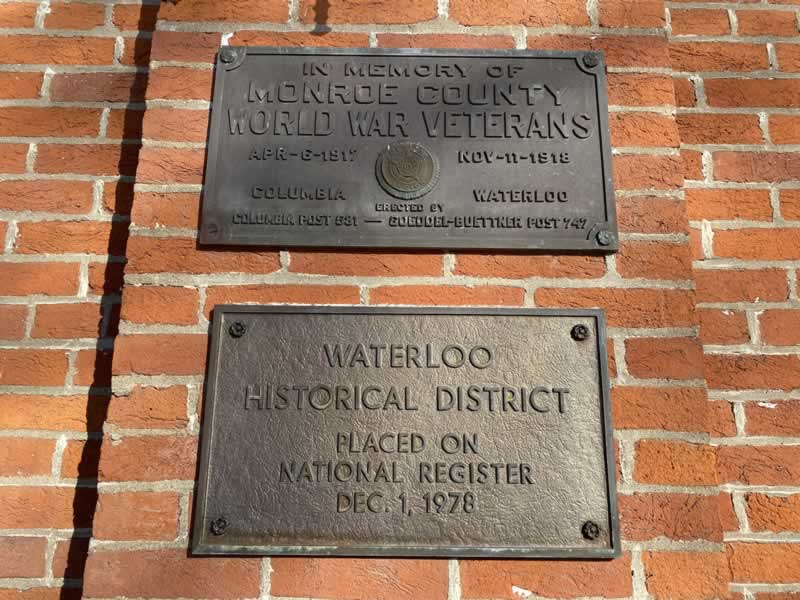 IN MEMORY OF
MONROE COUNTY
WORLD WAR VETERANS
APR-6-1917 NOV-11-1918
COLUMBIA WATERLOO
ERECTED BY
COLUMBIA POST 581 — GOEDDEL-BUETTNER POST 747
WATERLOO
HISTORICAL DISTRICT
PLACED ON
NATIONAL REGISTER
DEC. 1, 1978